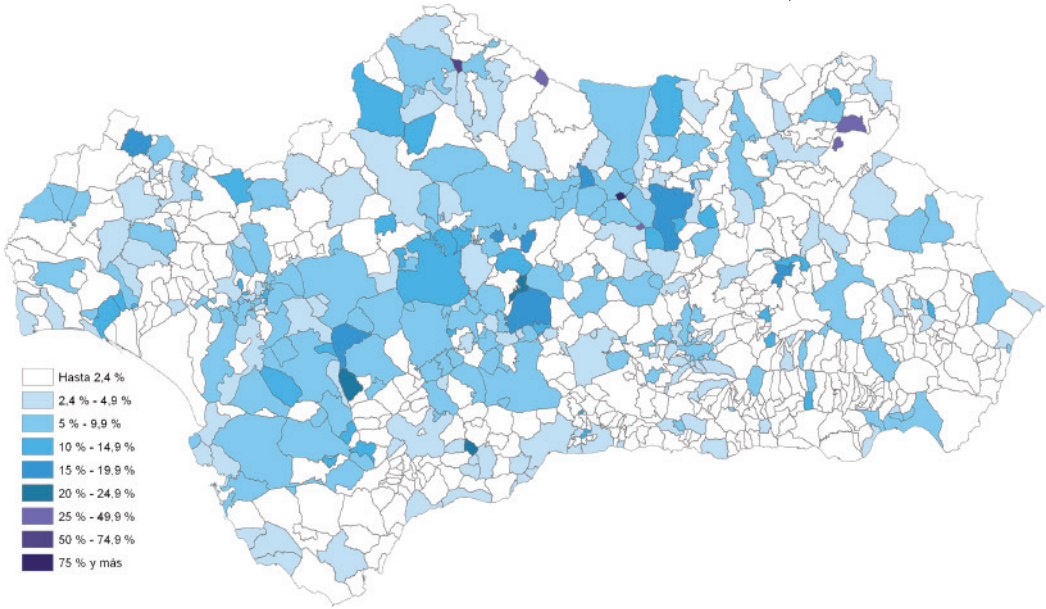 Hasta 2,4 %
2,4 % - 4,9 %
5 % - 9,9 %
10 % - 14,9 %
15 % - 19,9 %
20 % - 24,9 %
25 % - 49,9 %
50 % - 74,9 %
75 % y más